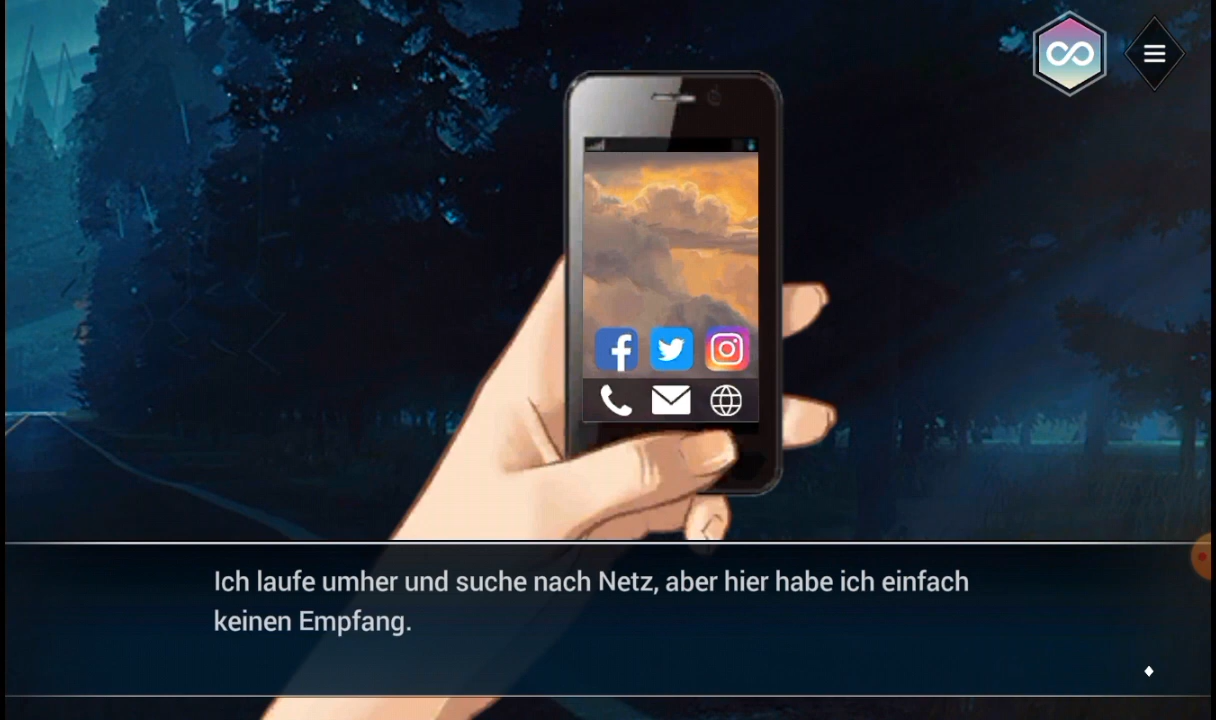 Ich laufe umher und suche nach Netz, aber hier habe ich einfach
keinen Empfang.